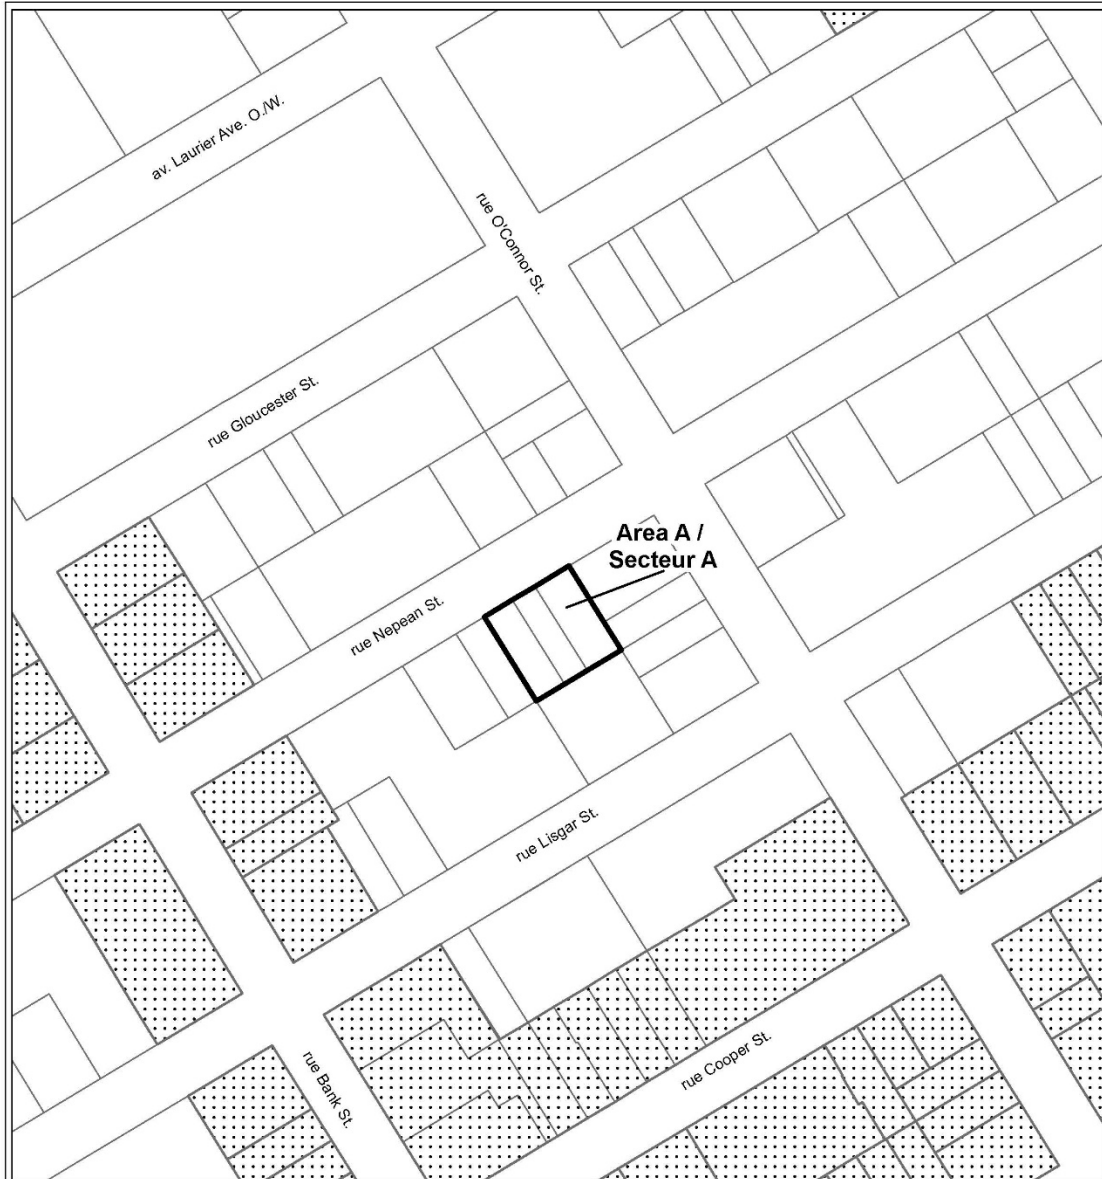 av. Laurier Ave. O./W.
rue O'Connor St.
rue Gloucester St.
Area A /
Secteur A
rue Nepean St.
rue Lisgar St.
rue Cooper St.
rue Bank St.